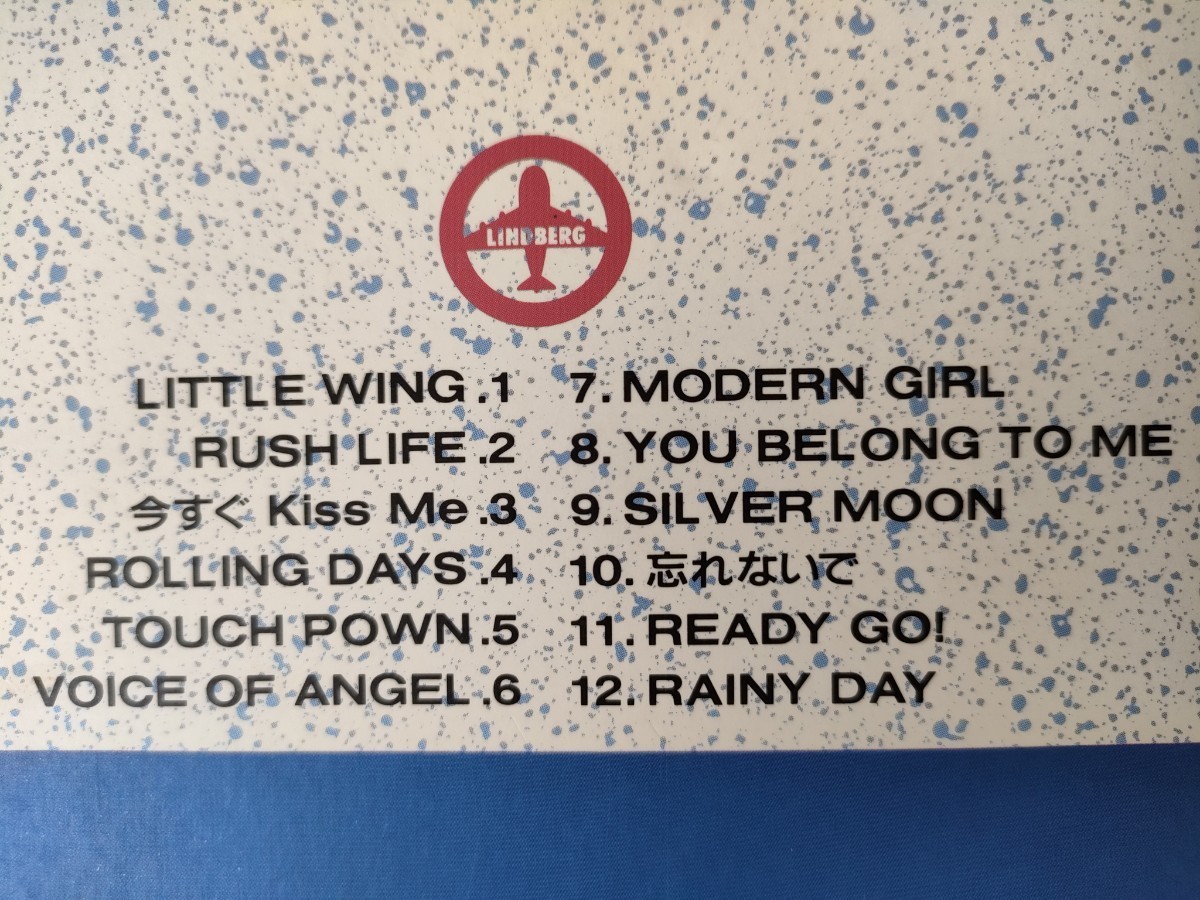 LINDBERG
LITTLE WING.1
RUSH LIFE.2
今すぐ Kiss Me.3
ROLLING DAYS.4
TOUCH POWN.5
VOICE OF ANGEL.6
7. MODERN GIRL
8. YOU BELONG TO ME
9. SILVER MOON
10. 忘れないで
11. READY GO!
12. RAINY DAY